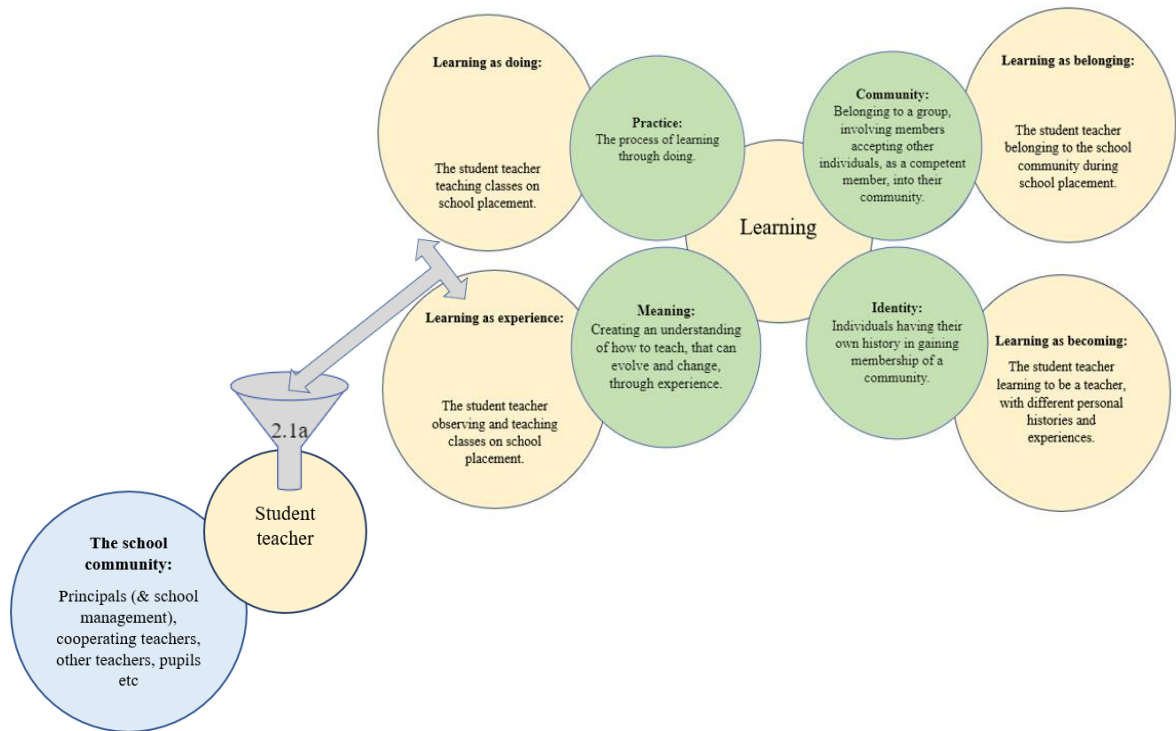 Learning as doing:
The student teacher
teaching classes on
school placement.
Practice:
The process of learning
through doing.
Community:
Belonging to a group,
involving members
accepting other
individuals, as a competent
member, into their
community.
Learning as belonging:
The student teacher
belonging to the school
community during
school placement.
Learning
Learning as experience:
The student teacher
observing and teaching
classes on school
placement.
Meaning:
Creating an understanding
of how to teach, that can
evolve and change,
through experience.
Identity:
Individuals having their
own history in gaining
membership of a
community.
Learning as becoming:
The student teacher
learning to be a teacher,
with different personal
histories and
experiences.
2.1a
Student
teacher
The school
community:
Principals (& school
management),
cooperating teachers,
other teachers, pupils
etc